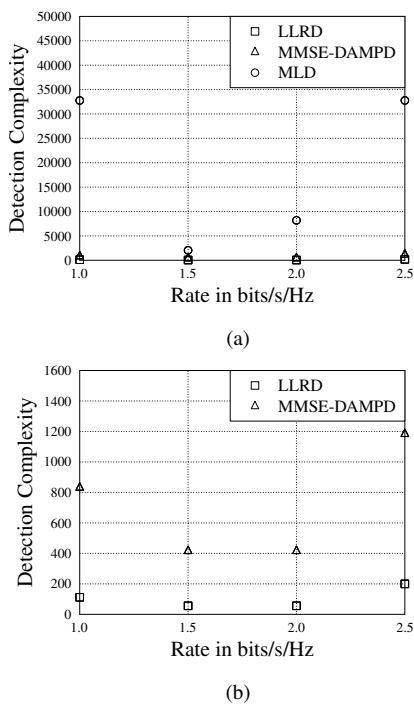 LLRD
MMSE-DAMPD
MLD
50000
45000
40000
35000
30000
25000
20000
15000
10000
5000
0
Detection Complexity
1.0 1.5 2.0 2.5
Rate in bits/s/Hz
(a)
LLRD
MMSE-DAMPD
1600
1400
1200
1000
800
600
400
200
0
Detection Complexity
1.0 1.5 2.0 2.5
Rate in bits/s/Hz
(b)